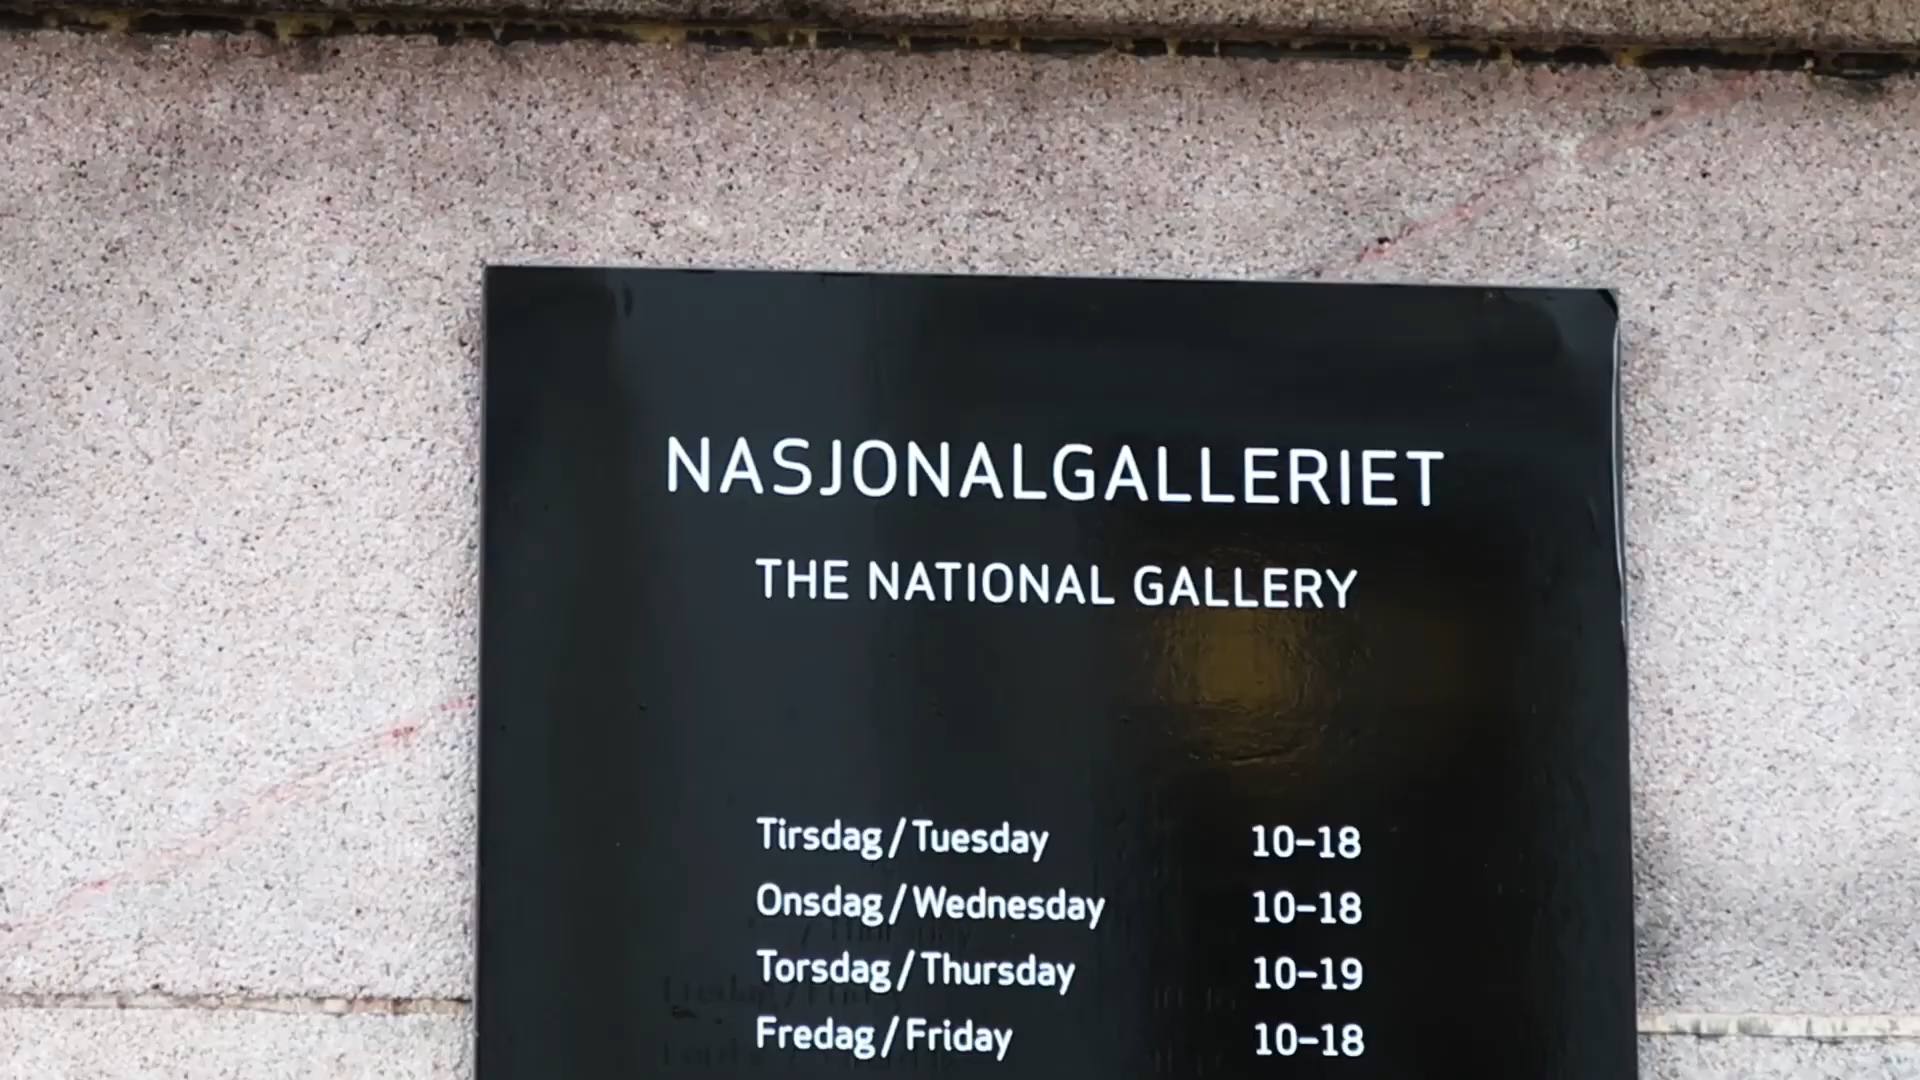 NASJONALGALLERIET
THE NATIONAL GALLERY
Tirsdag / Tuesday 10–18
Onsdag / Wednesday 10–18
Torsdag / Thursday 10–19
Fredag / Friday 10–18